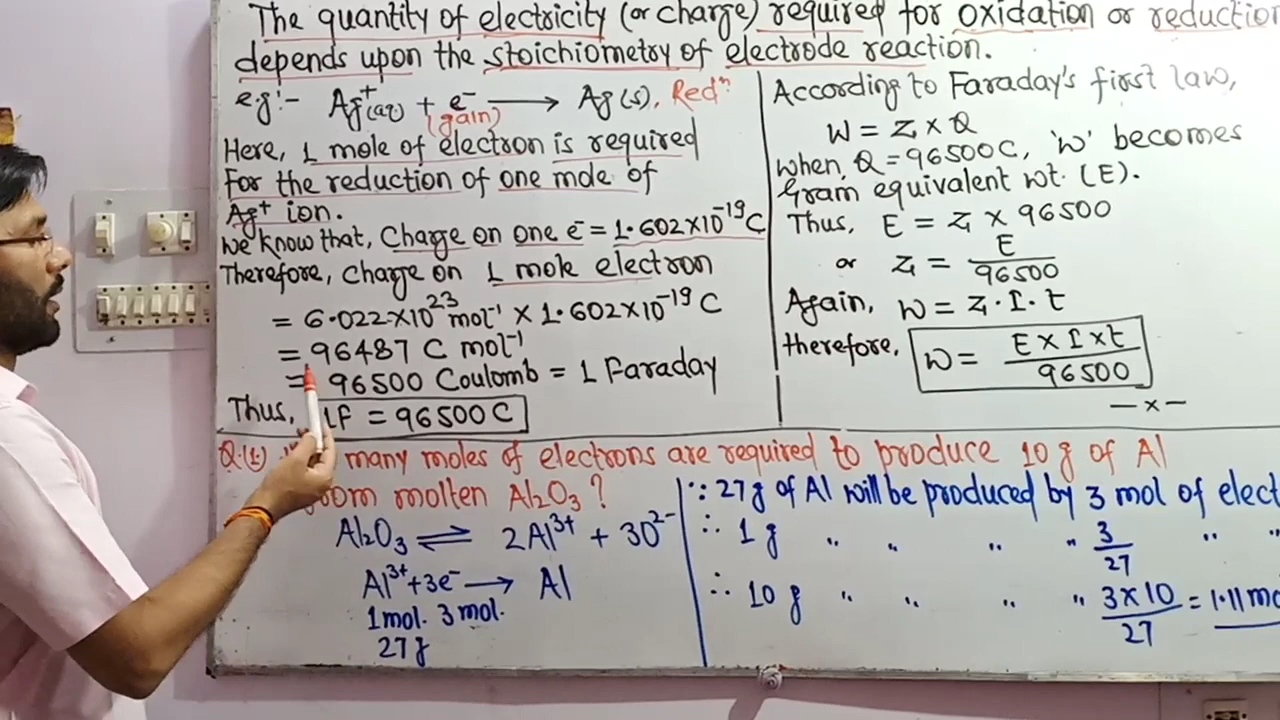 The quantity of electricity (or charge) required for oxidation or reduction
depends upon the stoichiometry of electrode reaction.
eg:- Ag⁺(aq) + e⁻ ⟶ Ag(s), Redⁿ
(gain)
Here, 1 mole of electron is required
for the reduction of one mole of
Ag⁺ ion.
We know that, Charge on one e⁻ = 1.602×10⁻¹⁹C
Therefore, Charge on 1 mole electron
= 6.022×10²³ mol⁻¹ × 1.602×10⁻¹⁹ C
= 96487 C mol⁻¹
= 96500 Coulomb = 1 Faraday
Thus, 1F = 96500 C
According to Faraday's first law,
W = Z × Q
When, Q = 96500C, 'W' becomes
Gram equivalent wt. (E).
Thus, E = Z × 96500
or Z = E/96500
Again, W = Z·I·t
therefore, W = E×I×t/96500
—x—
Q.(1) many moles of electrons are required to produce 10 g of Al
from molten Al₂O₃?
Al₂O₃ ⇌ 2Al³⁺ + 3O²⁻
Al³⁺+3e⁻ ⟶ Al
1mol. 3 mol.
27g
∵ 27g of Al will be produced by 3 mol of elect
∴ 1 g " " " " 3/27 " "
∴ 10 g " " " " 3×10/27 = 1.11 mo